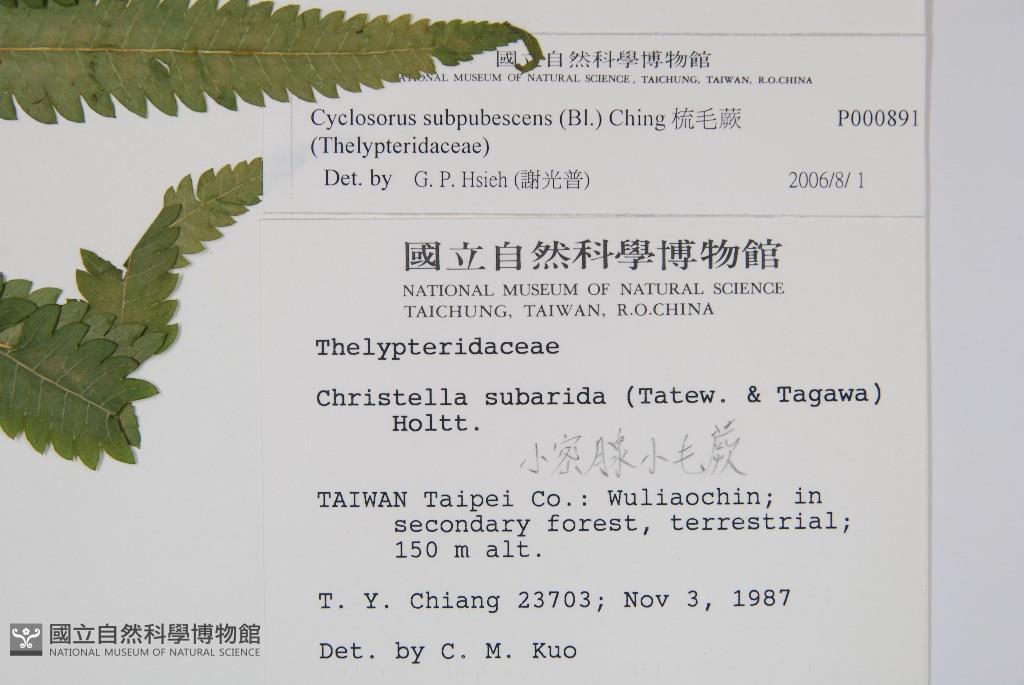 國立自然科學博物館
NATIONAL MUSEUM OF NATURAL SCIENCE, TAICHUNG, TAIWAN, R.O.CHINA
Cyclosorus subpubescens (Bl.) Ching 梳毛蕨 P000891
(Thelypteridaceae)
Det. by G. P. Hsieh (謝光普) 2006/8/ 1
國立自然科學博物館
NATIONAL MUSEUM OF NATURAL SCIENCE
TAICHUNG, TAIWAN, R.O.CHINA
Thelypteridaceae
Christella subarida (Tatew. & Tagawa)
Holtt.
小密腺小毛蕨
TAIWAN Taipei Co.: Wuliaochin; in
secondary forest, terrestrial;
150 m alt.
T. Y. Chiang 23703; Nov 3, 1987
Det. by C. M. Kuo
國立自然科學博物館
NATIONAL MUSEUM OF NATURAL SCIENCE